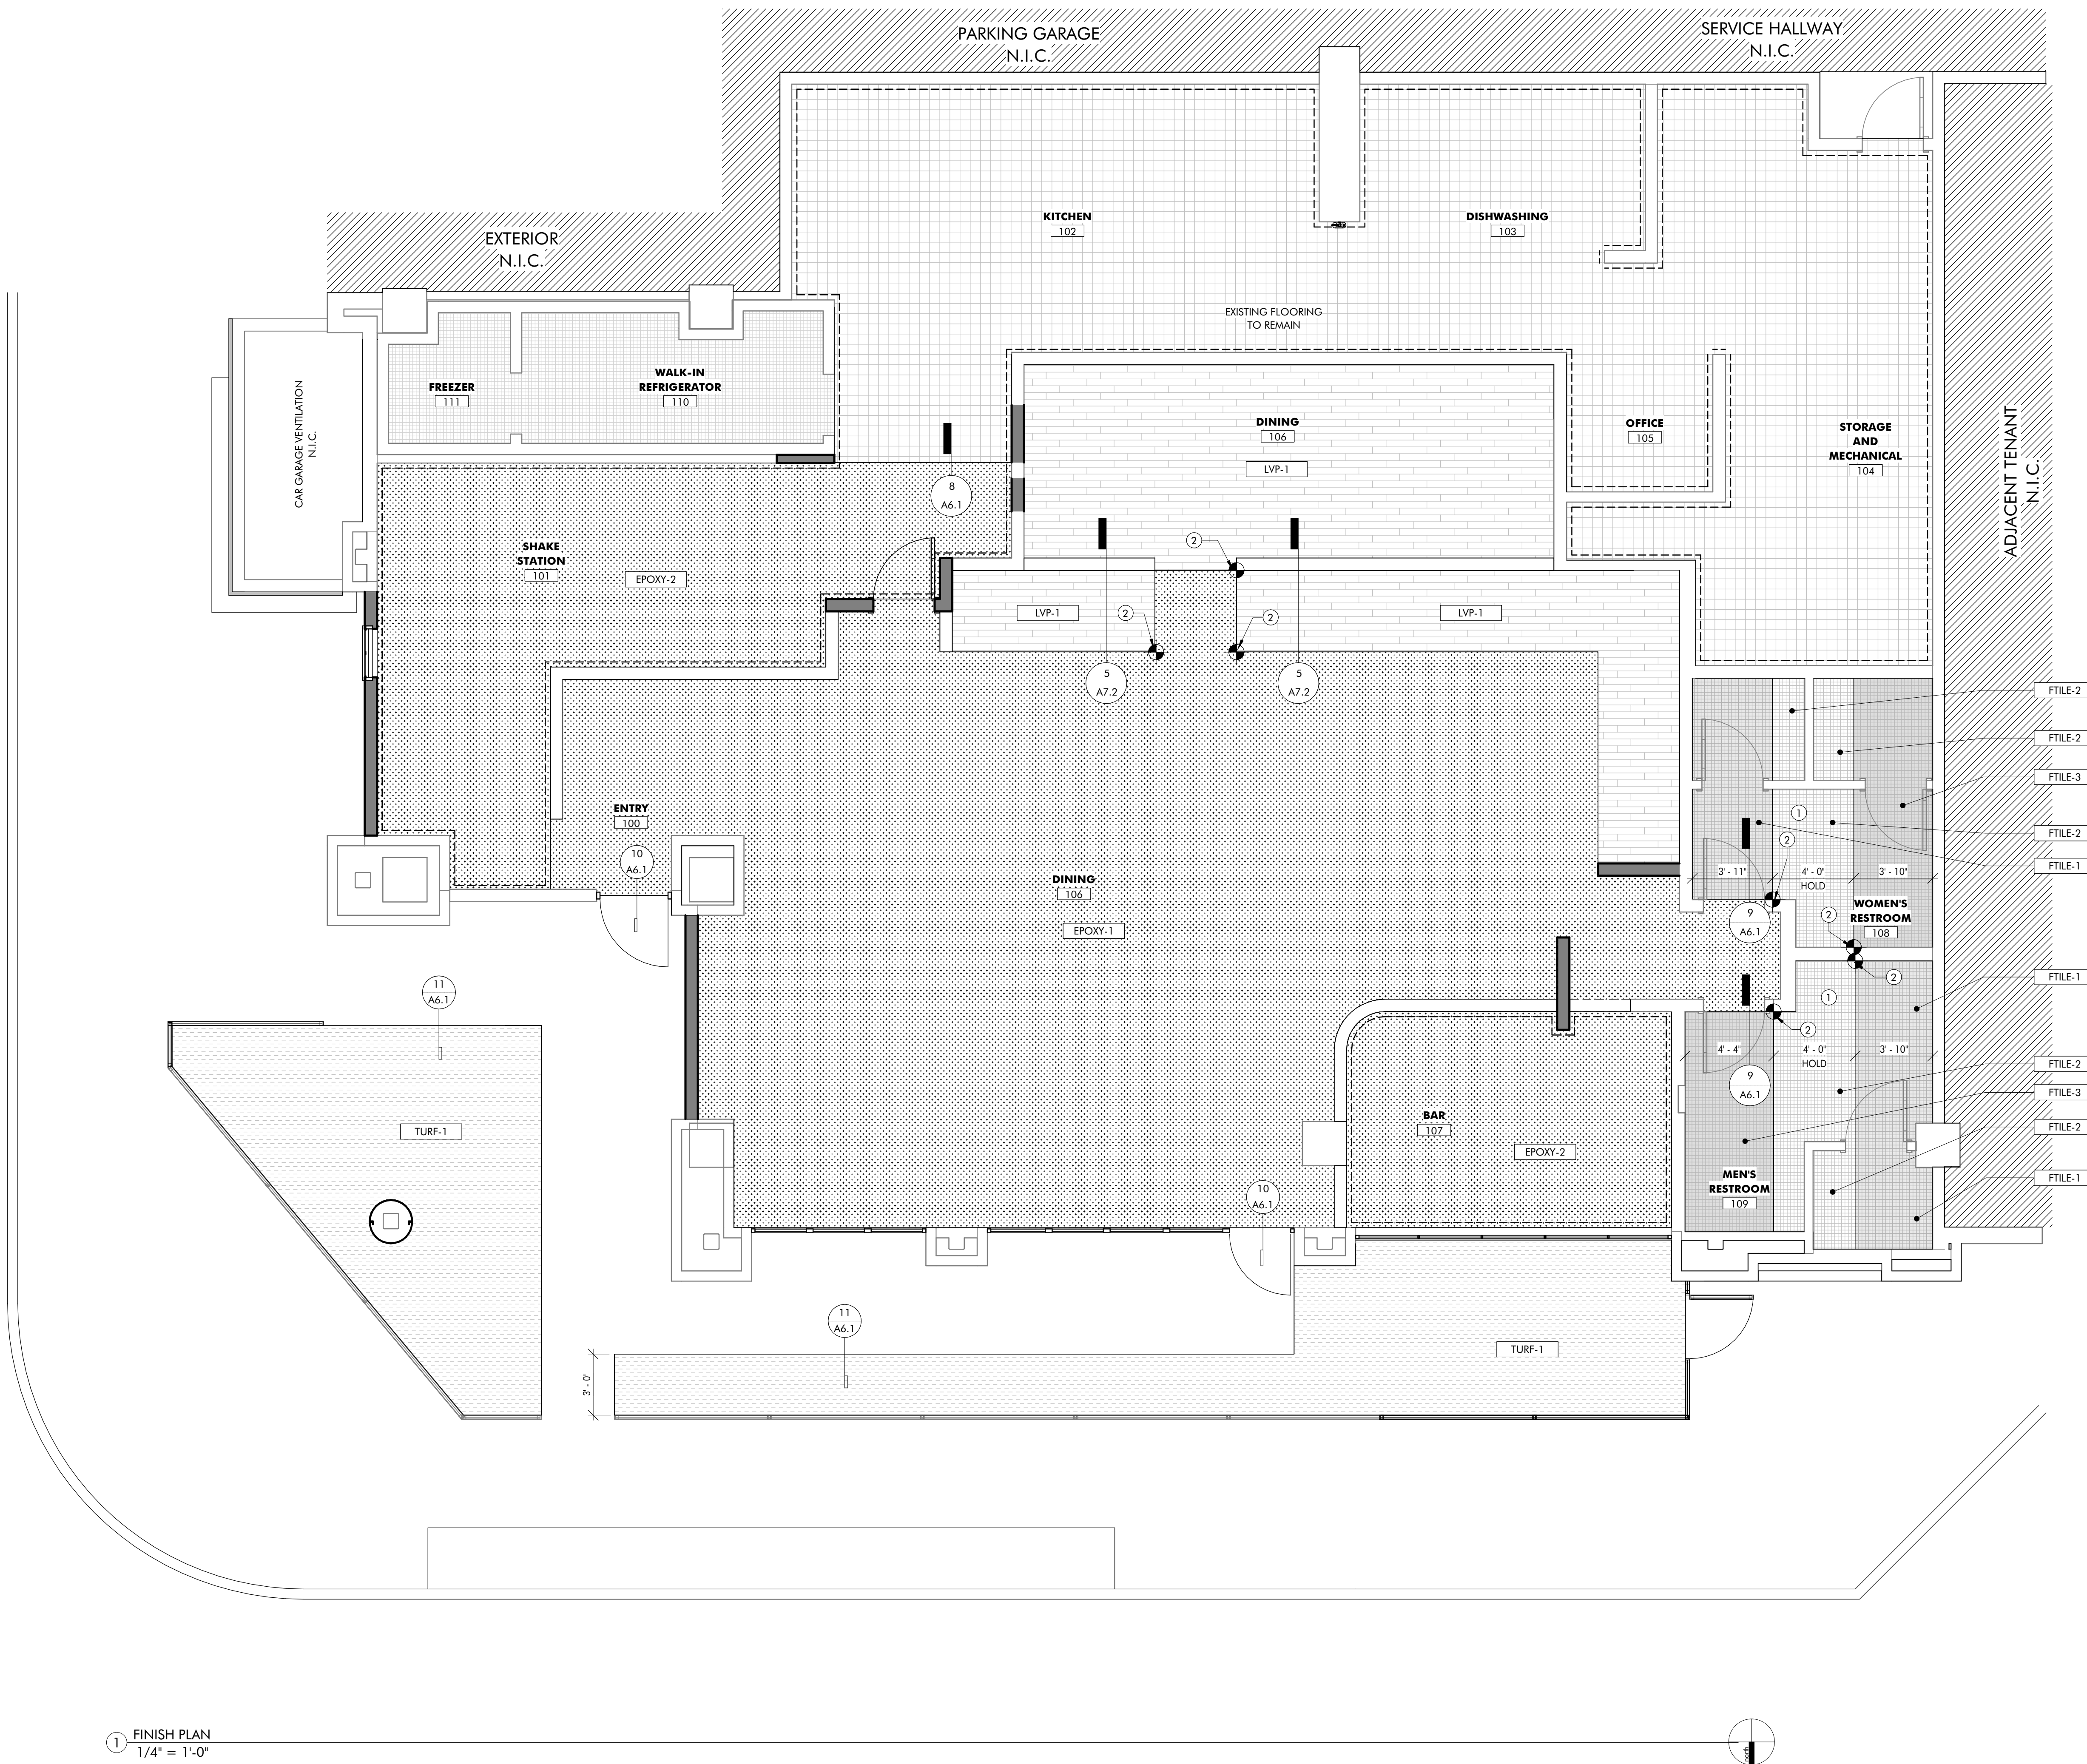 PARKING GARAGE
N.I.C.
SERVICE HALLWAY
N.I.C.
EXTERIOR
N.I.C.
KITCHEN
102
DISHWASHING
103
EXISTING FLOORING
TO REMAIN
CAR GARAGE VENTILATION
N.I.C.
FREEZER
111
WALK-IN
REFRIGERATOR
110
DINING
106
LVP-1
OFFICE
105
STORAGE
AND
MECHANICAL
104
ADJACENT TENANT
N.I.C.
8
A6.1
SHAKE
STATION
101
EPOXY-2
2
LVP-1
2
2
LVP-1
5
A7.2
5
A7.2
FTILE-2
FTILE-2
FTILE-3
FTILE-2
FTILE-1
ENTRY
100
10
A6.1
1
2
3' - 11"
4' - 0"
HOLD
3' - 10"
DINING
106
EPOXY-1
9
A6.1
2
WOMEN'S
RESTROOM
108
2
FTILE-1
11
A6.1
1
2
4' - 4"
4' - 0"
HOLD
3' - 10"
FTILE-2
FTILE-3
FTILE-2
FTILE-1
9
A6.1
TURF-1
BAR
107
EPOXY-2
MEN'S
RESTROOM
109
10
A6.1
11
A6.1
TURF-1
3' - 0"
1
FINISH PLAN
1/4" = 1'-0"
north